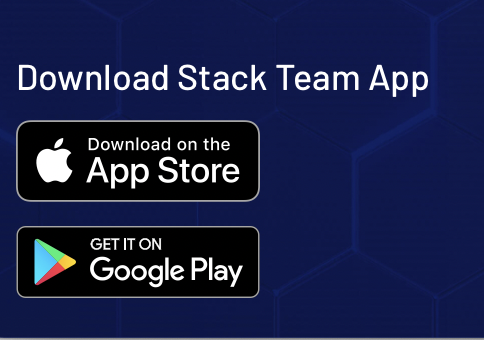 Download Stack Team App
Download on the
App Store
GET IT ON
Google Play